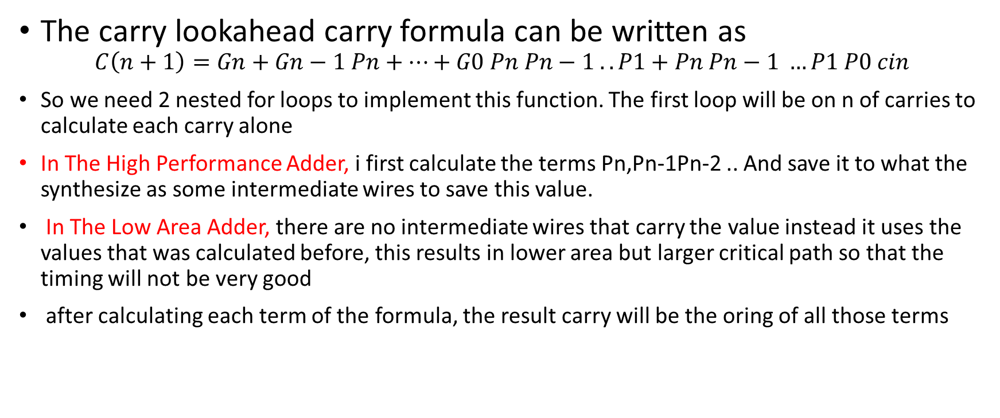 • The carry lookahead carry formula can be written as
C(n + 1) = Gn + Gn − 1 Pn + ⋯ + G0 Pn Pn − 1 . . P1 + Pn Pn − 1 … P1 P0 cin
• So we need 2 nested for loops to implement this function. The first loop will be on n of carries to
calculate each carry alone
• In The High Performance Adder, i first calculate the terms Pn,Pn-1Pn-2 .. And save it to what the
synthesize as some intermediate wires to save this value.
• In The Low Area Adder, there are no intermediate wires that carry the value instead it uses the
values that was calculated before, this results in lower area but larger critical path so that the
timing will not be very good
• after calculating each term of the formula, the result carry will be the oring of all those terms